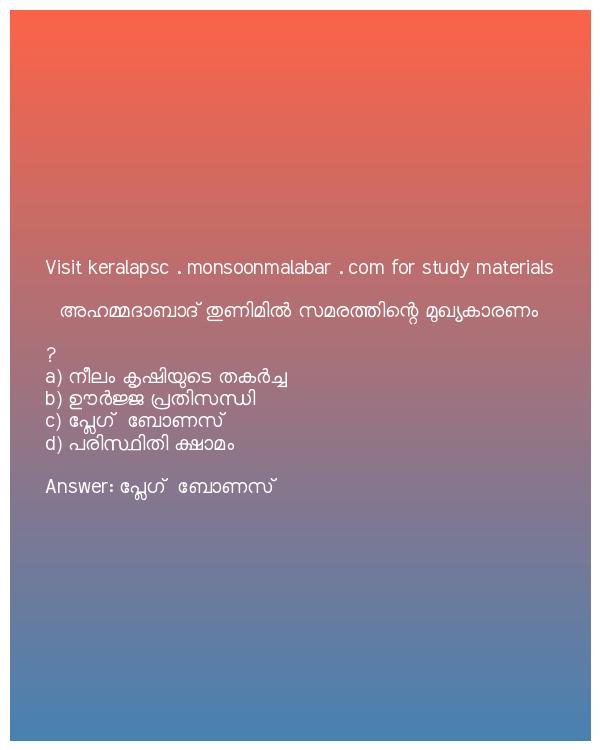 Visit keralapsc . monsoonmalabar . com for study materials
അഹമ്മദാബാദ് തുണിമിൽ സമരത്തിന്റെ മുഖ്യകാരണം
?
a) നീലം കൃഷിയുടെ തകർച്ച
b) ഊർജ്ജ പ്രതിസന്ധി
c) പ്ലേഗ് ബോണസ്
d) പരിസ്ഥിതി ക്ഷാമം
Answer: പ്ലേഗ് ബോണസ്